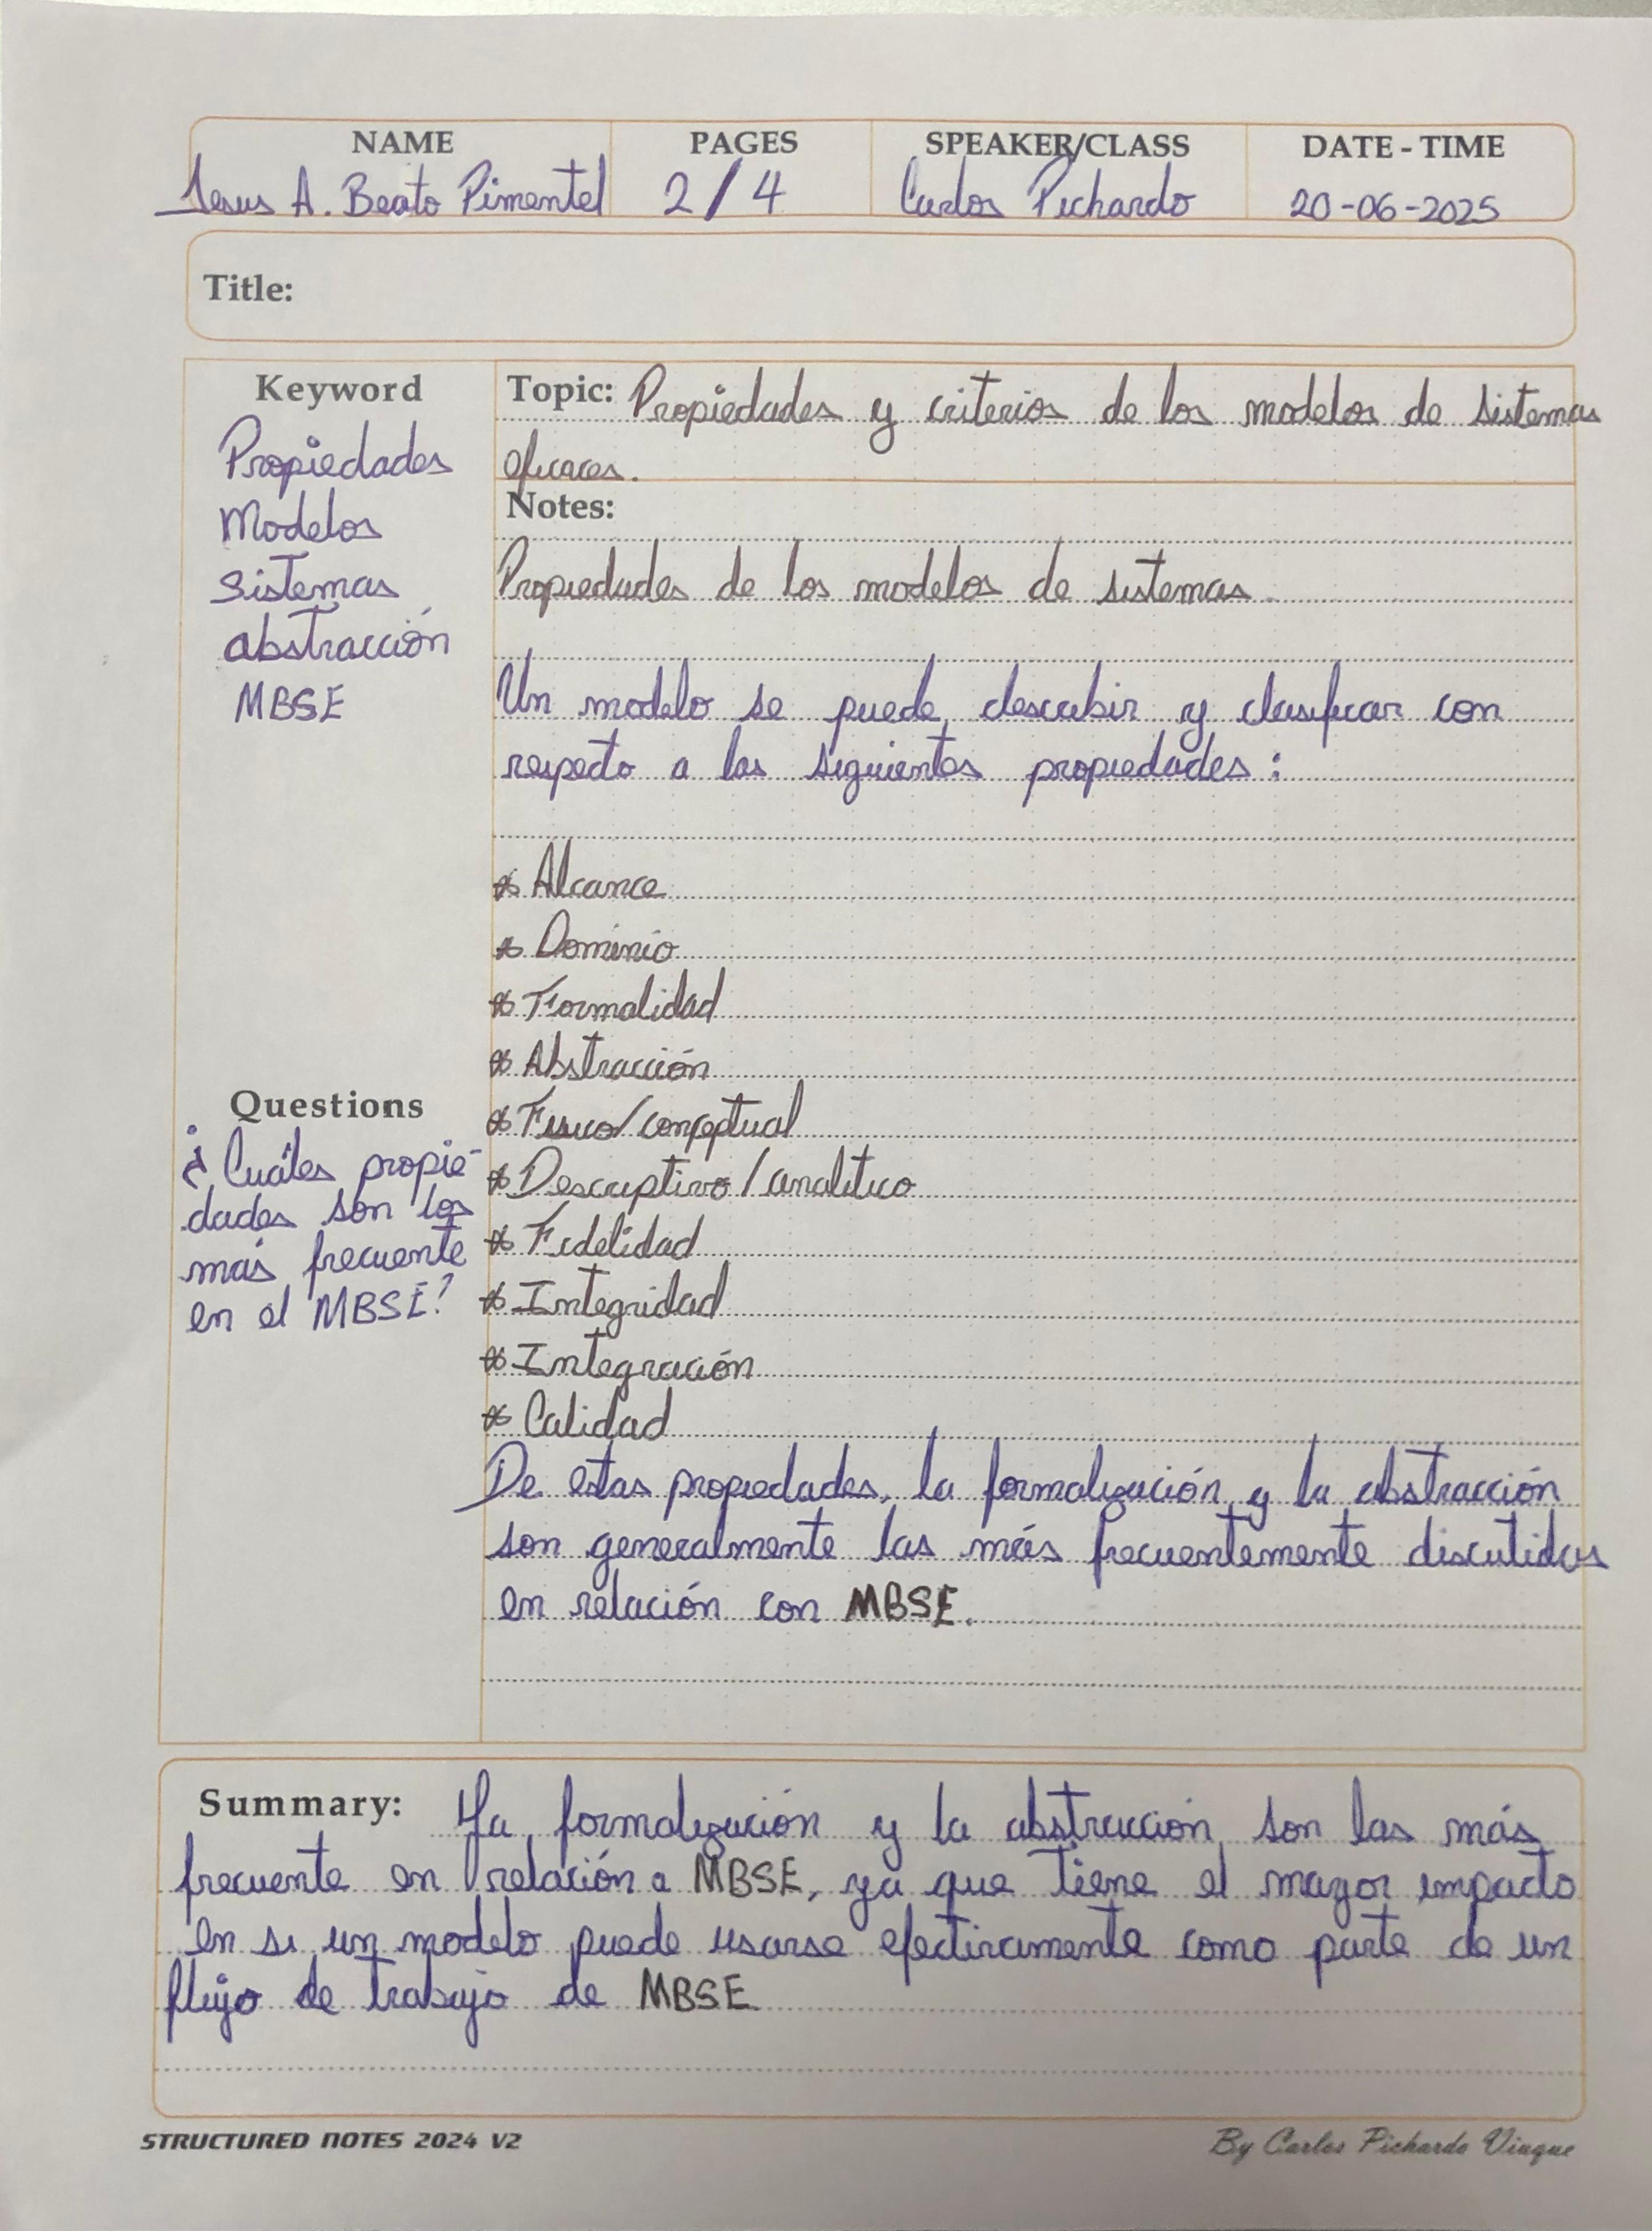 NAME PAGES SPEAKER/CLASS DATE - TIME
Jesus A. Beato Pimentel 2/4 Carlos Pichardo 20-06-2025
Title:
Keyword
Propiedades
Modelos
Sistemas
abstracción
MBSE
Questions
¿Cuáles propie-
dades son los
más frecuente
en el MBSE?
Topic: Propiedades y criterios de los modelos de sistemas
eficaces.
Notes:
Propiedades de los modelos de sistemas.
Un modelo se puede describir y clasificar con
respecto a las siguientes propiedades:
* Alcance
* Dominio
* Formalidad
* Abstracción
* Fisico/conceptual
* Descriptivo/analitico
* Fidelidad
* Integridad
* Integración
* Calidad
De estas propiedades, la formalización y la abstracción
son generalmente las más frecuentemente discutidas
en relación con MBSE.
Summary: La formalización y la abstracción son las más
frecuente en relación a MBSE, ya que tiene el mayor impacto
en si un modelo puede usarse efectivamente como parte de un
flujo de trabajo de MBSE
STRUCTURED NOTES 2024 V2 By Carlos Pichardo Viuque